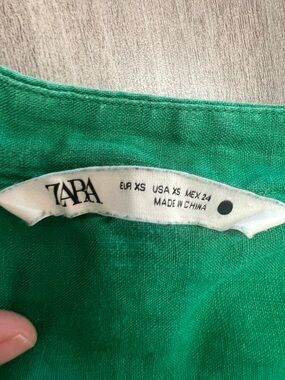 ZARA
EUR XS USA XS MEX 24
MADE IN CHINA